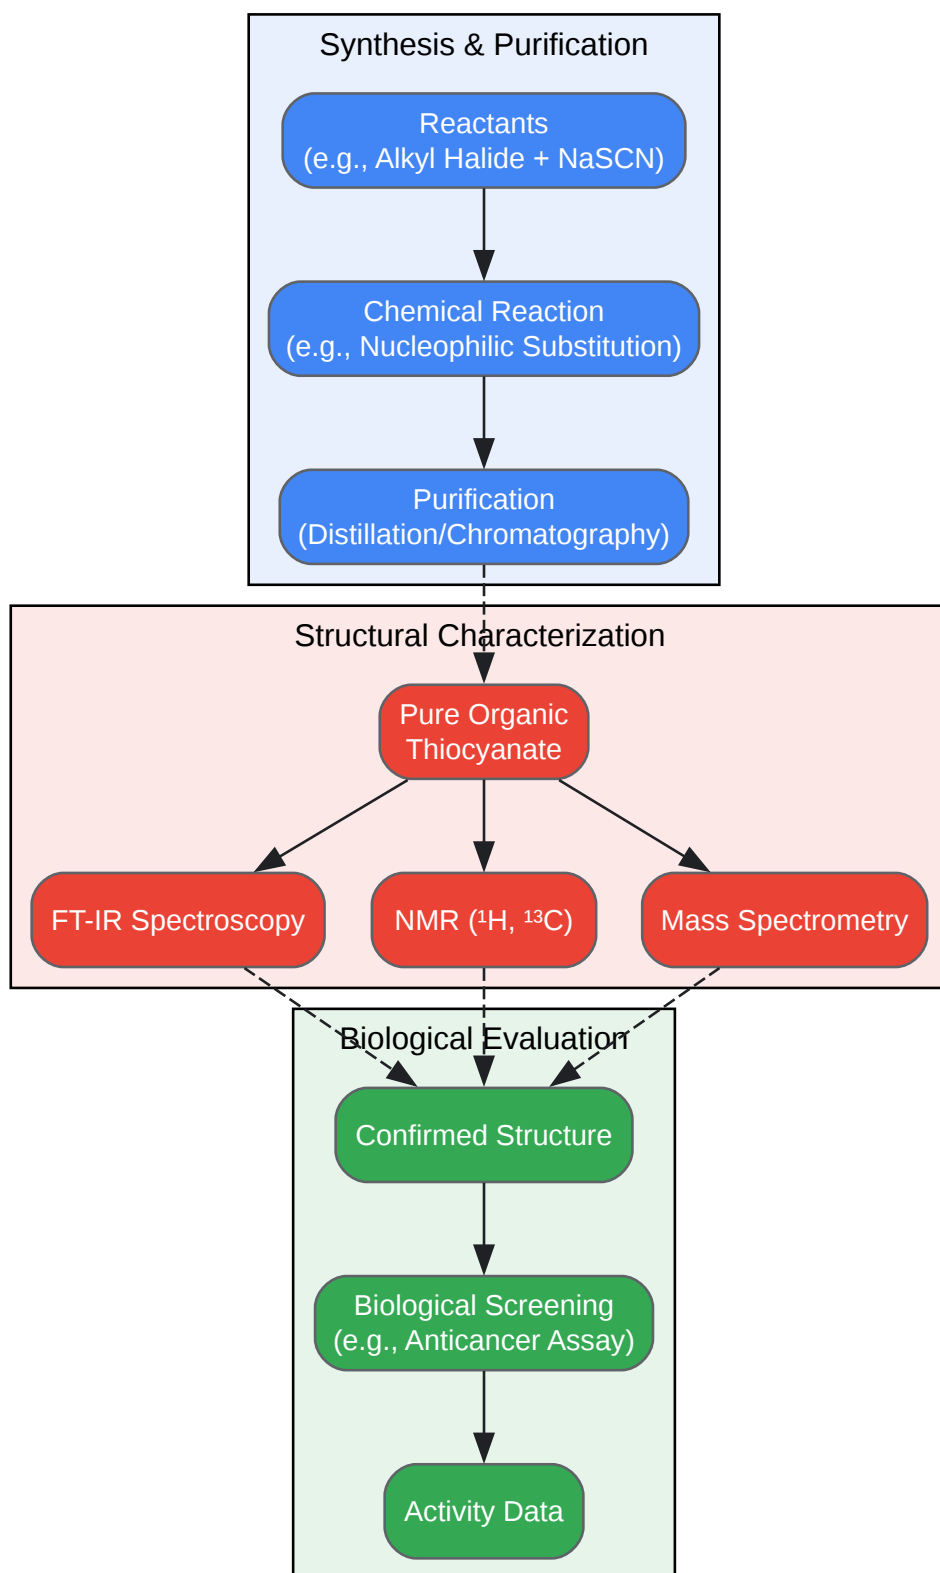 Synthesis & Purification
Reactants
(e.g., Alkyl Halide + NaSCN)
Chemical Reaction
(e.g., Nucleophilic Substitution)
Purification
(Distillation/Chromatography)
Structural Characterization
Pure Organic
Thiocyanate
FT-IR Spectroscopy
NMR (¹H, ¹³C)
Mass Spectrometry
Biological Evaluation
Confirmed Structure
Biological Screening
(e.g., Anticancer Assay)
Activity Data